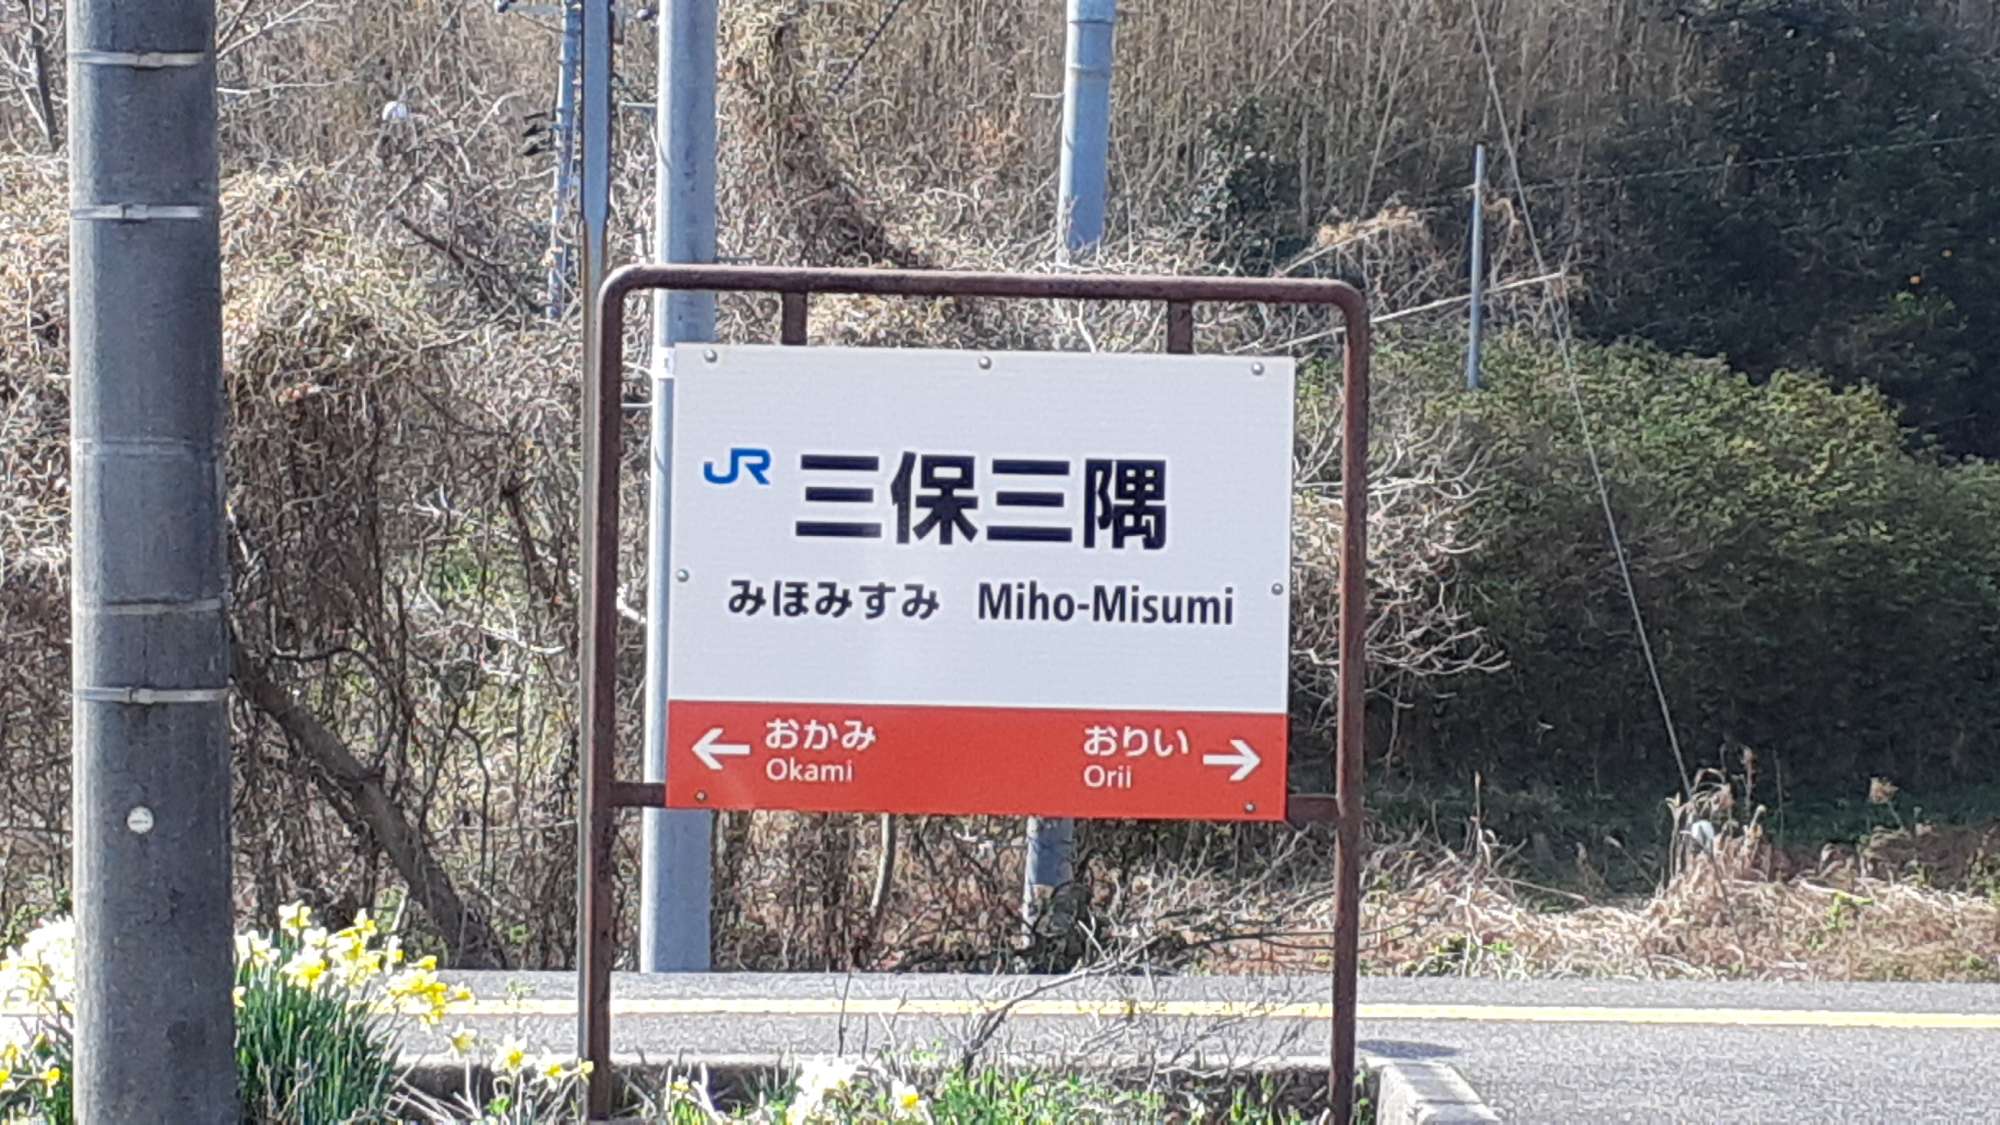 JR 三保三隅
みほみすみ Miho-Misumi
← おかみ おりい →
Okami Orii